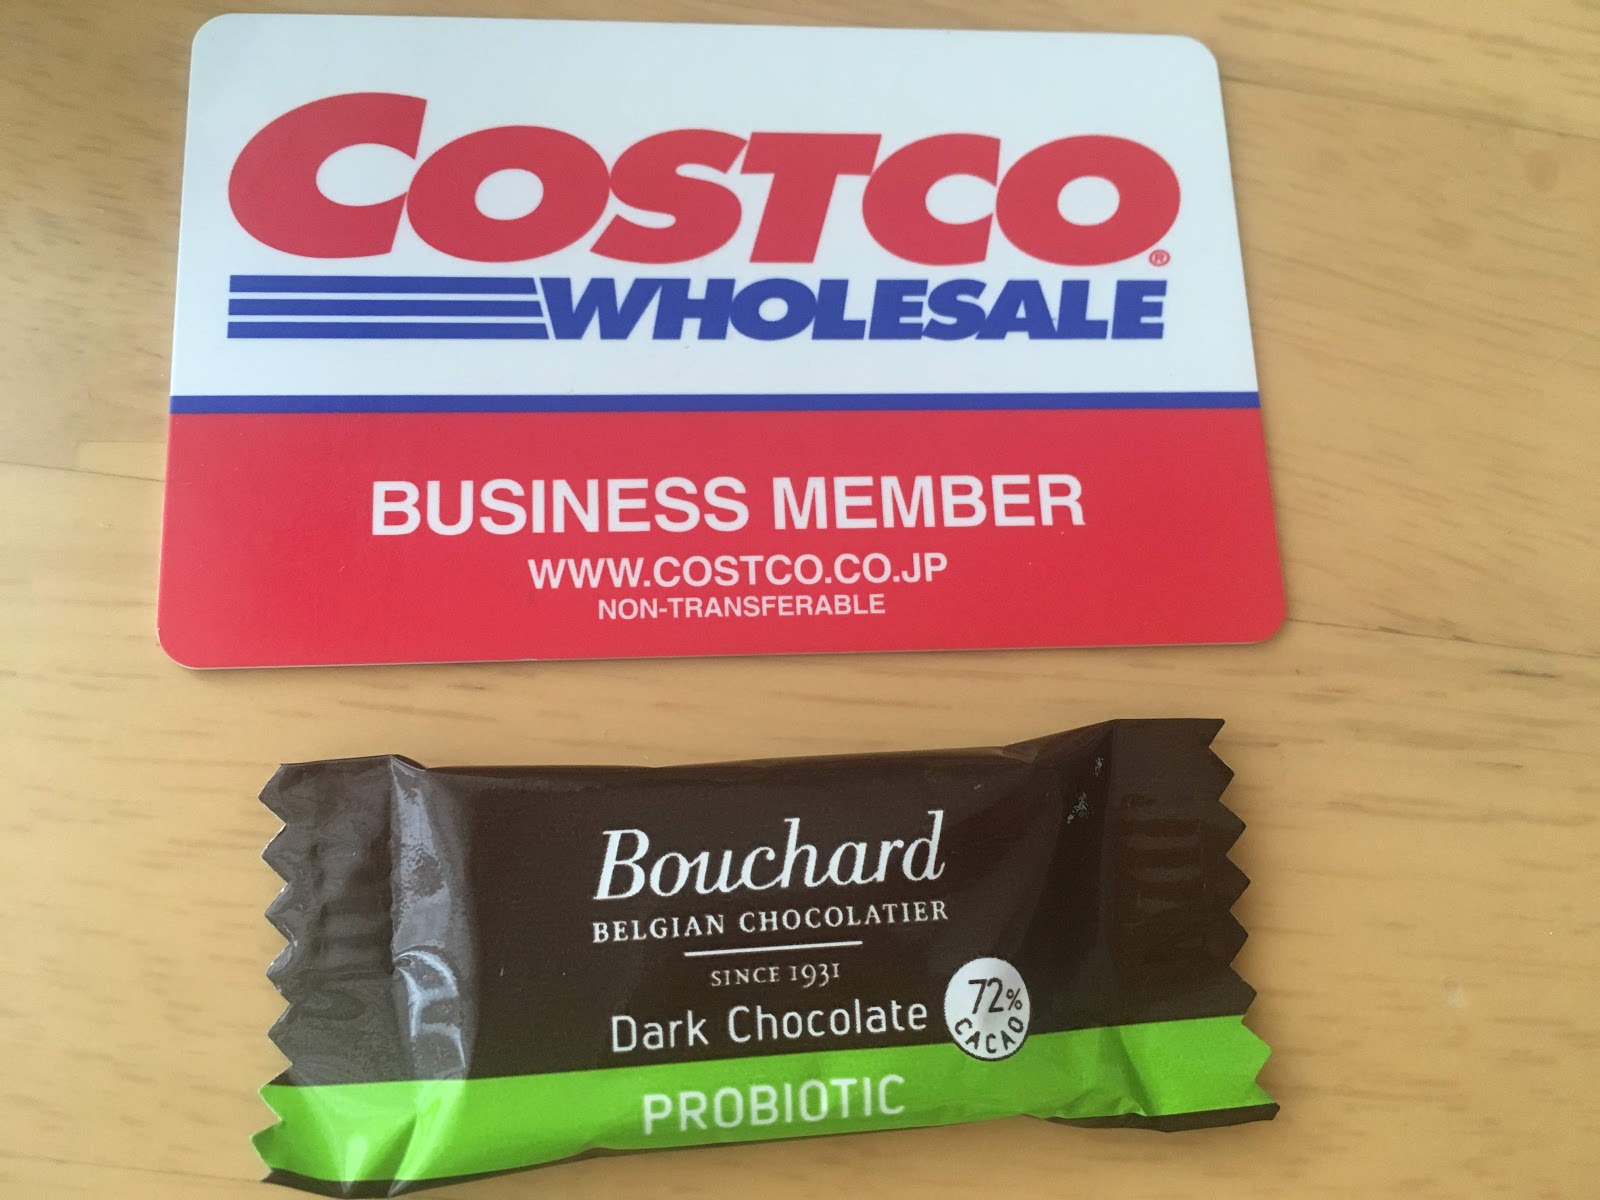 COSTCO®
WHOLESALE
BUSINESS MEMBER
WWW.COSTCO.CO.JP
NON-TRANSFERABLE
Bouchard
BELGIAN CHOCOLATIER
SINCE 1931
Dark Chocolate
72%
CACAO
PROBIOTIC